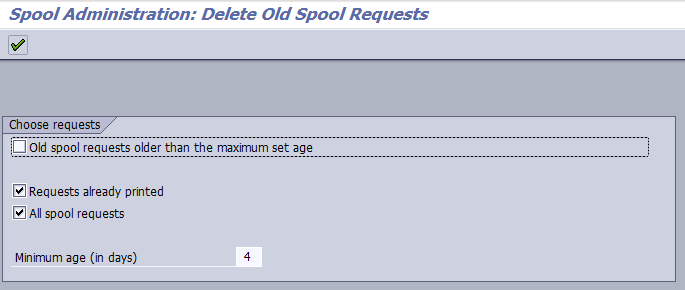 Spool Administration: Delete Old Spool Requests
Choose requests
Old spool requests older than the maximum set age
Requests already printed
All spool requests
Minimum age (in days) 4